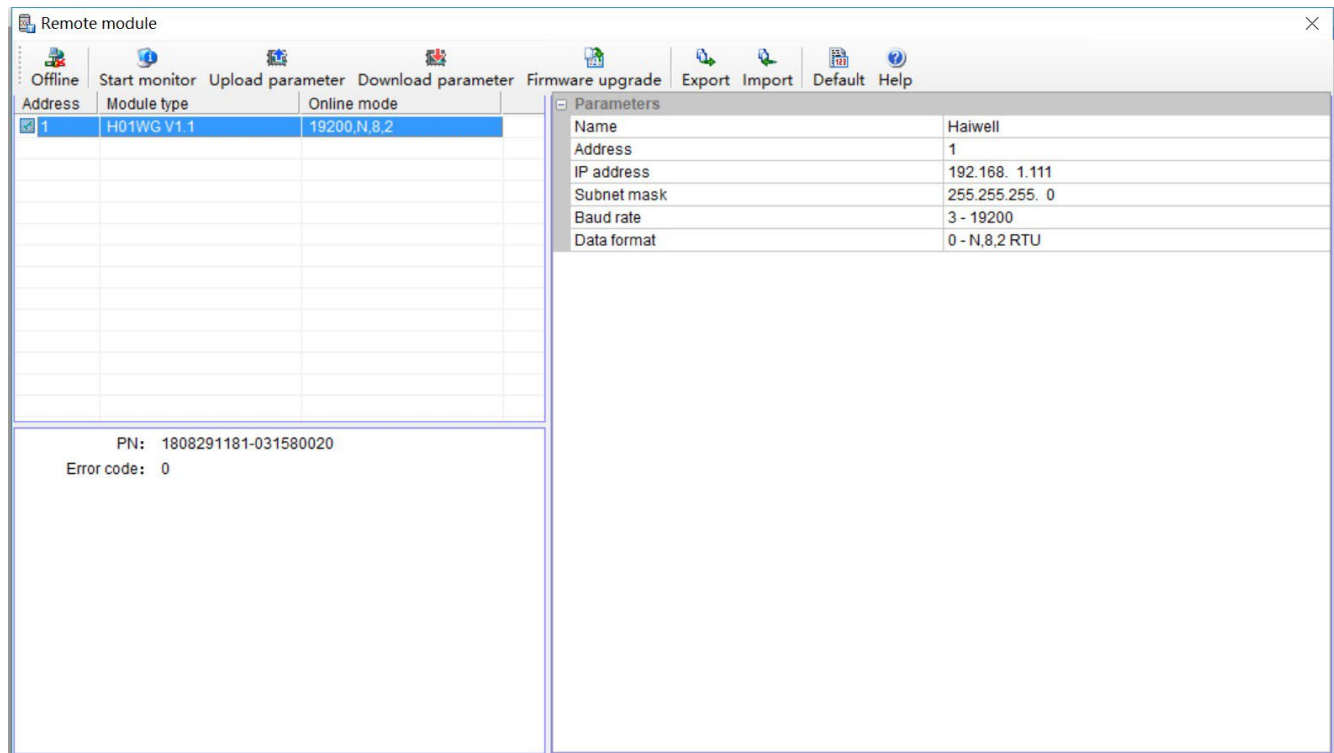 Remote module
Offline Start monitor Upload parameter Download parameter Firmware upgrade Export Import Default Help
Address Module type Online mode
1 H01WG V1.1 19200,N,8,2
PN: 1808291181-031580020
Error code: 0
Parameters
Name Haiwell
Address 1
IP address 192.168. 1.111
Subnet mask 255.255.255. 0
Baud rate 3 - 19200
Data format 0 - N,8,2 RTU